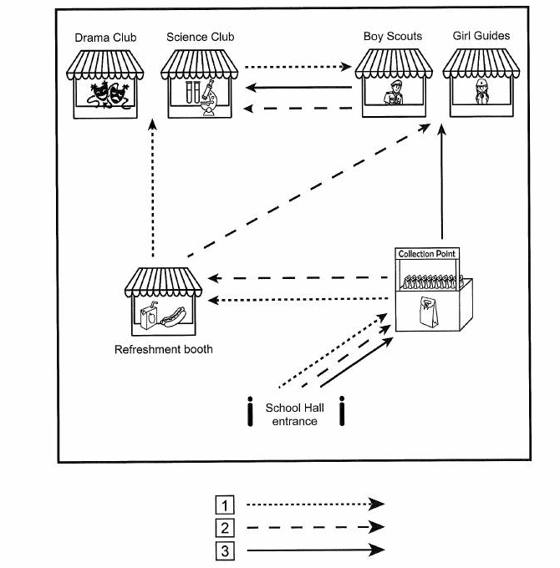 Drama Club
Science Club
Boy Scouts
Girl Guides
Collection Point
Refreshment booth
School Hall
entrance
1
2
3